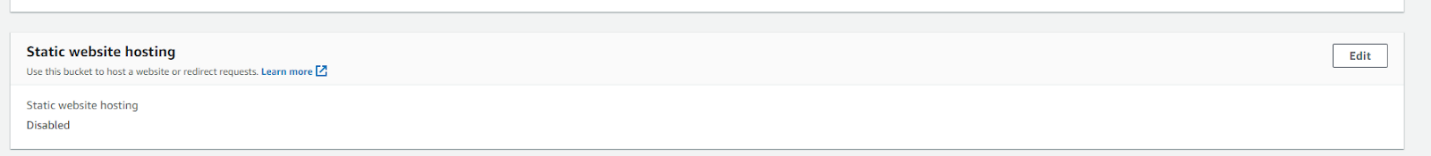 Static website hosting
Edit
Use this bucket to host a website or redirect requests. Learn more
Static website hosting
Disabled